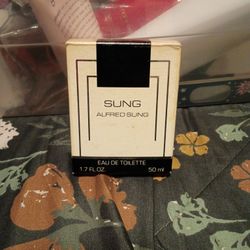 SUNG
ALFRED SUNG
EAU DE TOILETTE
1.7 FL.OZ. 50 ml